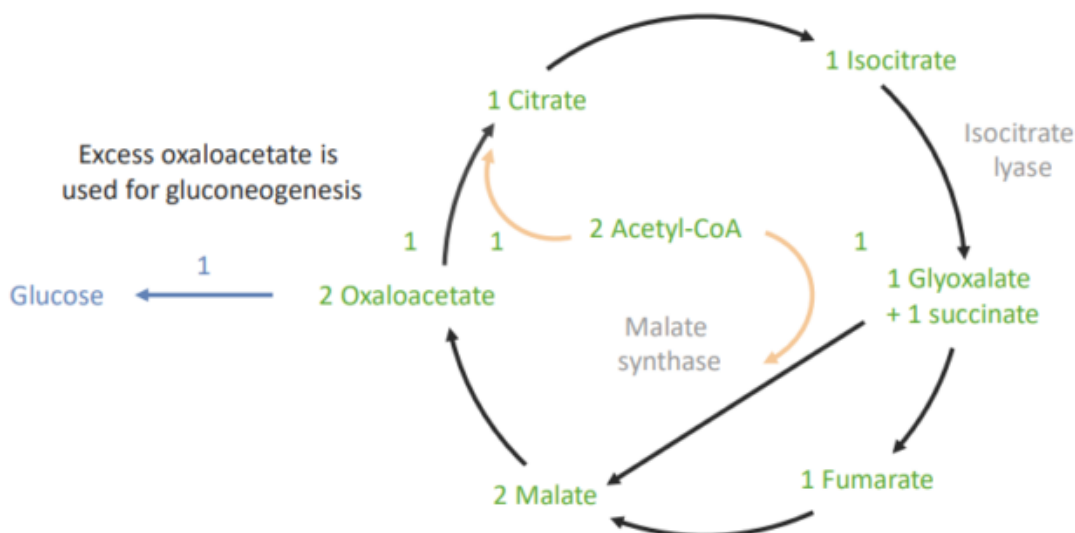 1 Isocitrate
1 Citrate
Isocitrate
lyase
Excess oxaloacetate is
used for gluconeogenesis
2 Acetyl-CoA
1
1
1
1
Glucose
2 Oxaloacetate
1 Glyoxalate
+ 1 succinate
Malate
synthase
2 Malate
1 Fumarate